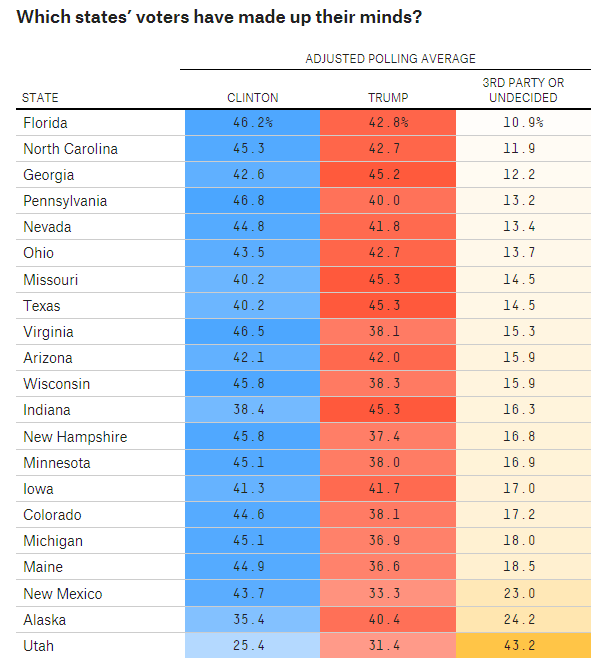 Which states' voters have made up their minds?
ADJUSTED POLLING AVERAGE
3RD PARTY OR
STATE CLINTON TRUMP UNDECIDED
Florida 46.2% 42.8% 10.9%
North Carolina 45.3 42.7 11.9
Georgia 42.6 45.2 12.2
Pennsylvania 46.8 40.0 13.2
Nevada 44.8 41.8 13.4
Ohio 43.5 42.7 13.7
Missouri 40.2 45.3 14.5
Texas 40.2 45.3 14.5
Virginia 46.5 38.1 15.3
Arizona 42.1 42.0 15.9
Wisconsin 45.8 38.3 15.9
Indiana 38.4 45.3 16.3
New Hampshire 45.8 37.4 16.8
Minnesota 45.1 38.0 16.9
Iowa 41.3 41.7 17.0
Colorado 44.6 38.1 17.2
Michigan 45.1 36.9 18.0
Maine 44.9 36.6 18.5
New Mexico 43.7 33.3 23.0
Alaska 35.4 40.4 24.2
Utah 25.4 31.4 43.2